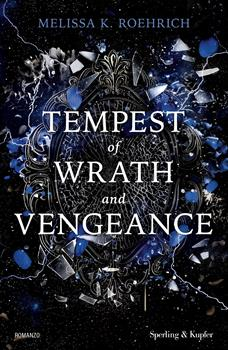 MELISSA K. ROEHRICH
TEMPEST
of
WRATH
and
VENGEANCE
ROMANZO
Sperling & Kupfer